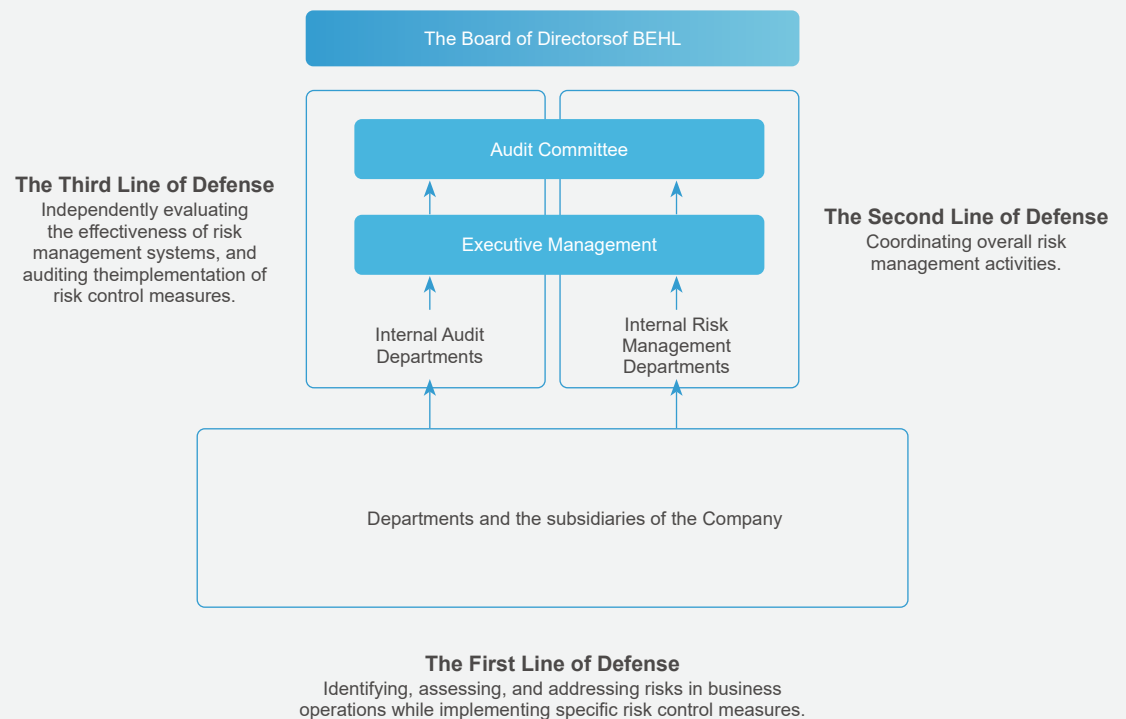 The Board of Directorsof BEHL
Audit Committee
The Third Line of Defense
Independently evaluating
the effectiveness of risk
management systems, and
auditing theimplementation of
risk control measures.
Executive Management
The Second Line of Defense
Coordinating overall risk
management activities.
Internal Audit
Departments
Internal Risk
Management
Departments
Departments and the subsidiaries of the Company
The First Line of Defense
Identifying, assessing, and addressing risks in business
operations while implementing specific risk control measures.